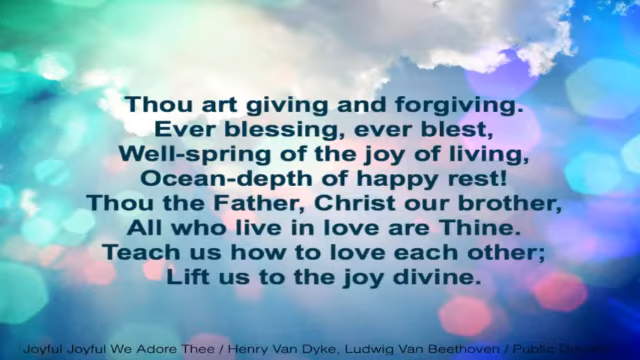 Thou art giving and forgiving.
Ever blessing, ever blest,
Well-spring of the joy of living,
Ocean-depth of happy rest!
Thou the Father, Christ our brother,
All who live in love are Thine.
Teach us how to love each other;
Lift us to the joy divine.
Joyful Joyful We Adore Thee / Henry Van Dyke, Ludwig Van Beethoven / Public Domain